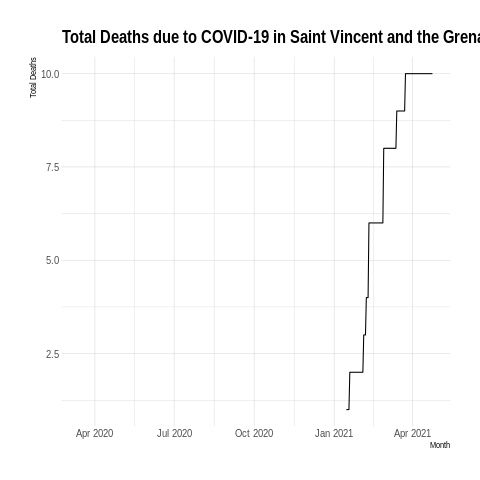 Total Deaths due to COVID-19 in Saint Vincent and the Grena
Total Deaths
10.0
7.5
5.0
2.5
Apr 2020 Jul 2020 Oct 2020 Jan 2021 Apr 2021
Month